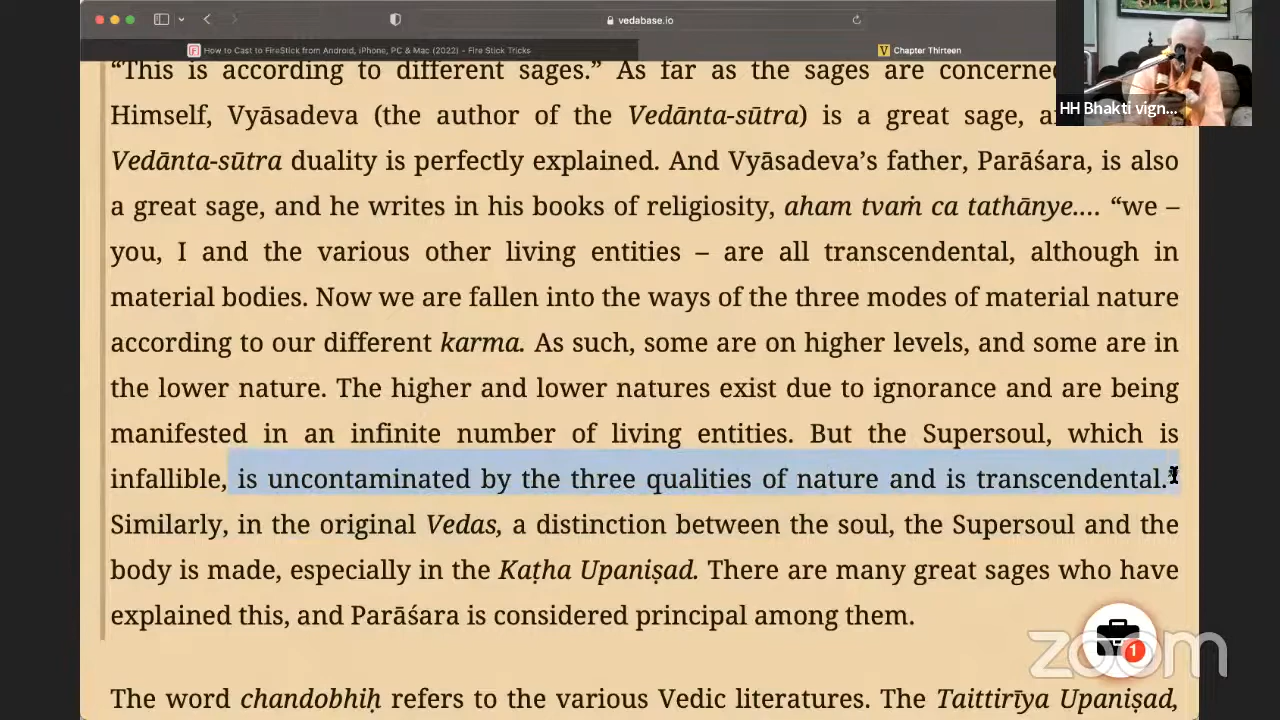 vedabase.io
How to Cast to FireStick from Android, iPhone, PC & Mac (2022) - Fire Stick Tricks
V Chapter Thirteen
HH Bhakti vign...
“This is according to different sages.” As far as the sages are concerned
Himself, Vyāsadeva (the author of the Vedānta-sūtra) is a great sage,
Vedānta-sūtra duality is perfectly explained. And Vyāsadeva’s father, Parāśara, is also
a great sage, and he writes in his books of religiosity, aham tvaṁ ca tathānye.... “we –
you, I and the various other living entities – are all transcendental, although in
material bodies. Now we are fallen into the ways of the three modes of material nature
according to our different karma. As such, some are on higher levels, and some are in
the lower nature. The higher and lower natures exist due to ignorance and are being
manifested in an infinite number of living entities. But the Supersoul, which is
infallible, is uncontaminated by the three qualities of nature and is transcendental.”
Similarly, in the original Vedas, a distinction between the soul, the Supersoul and the
body is made, especially in the Kaṭha Upaniṣad. There are many great sages who have
explained this, and Parāśara is considered principal among them.
1
zoom
The word chandobhiḥ refers to the various Vedic literatures. The Taittirīya Upaniṣad,